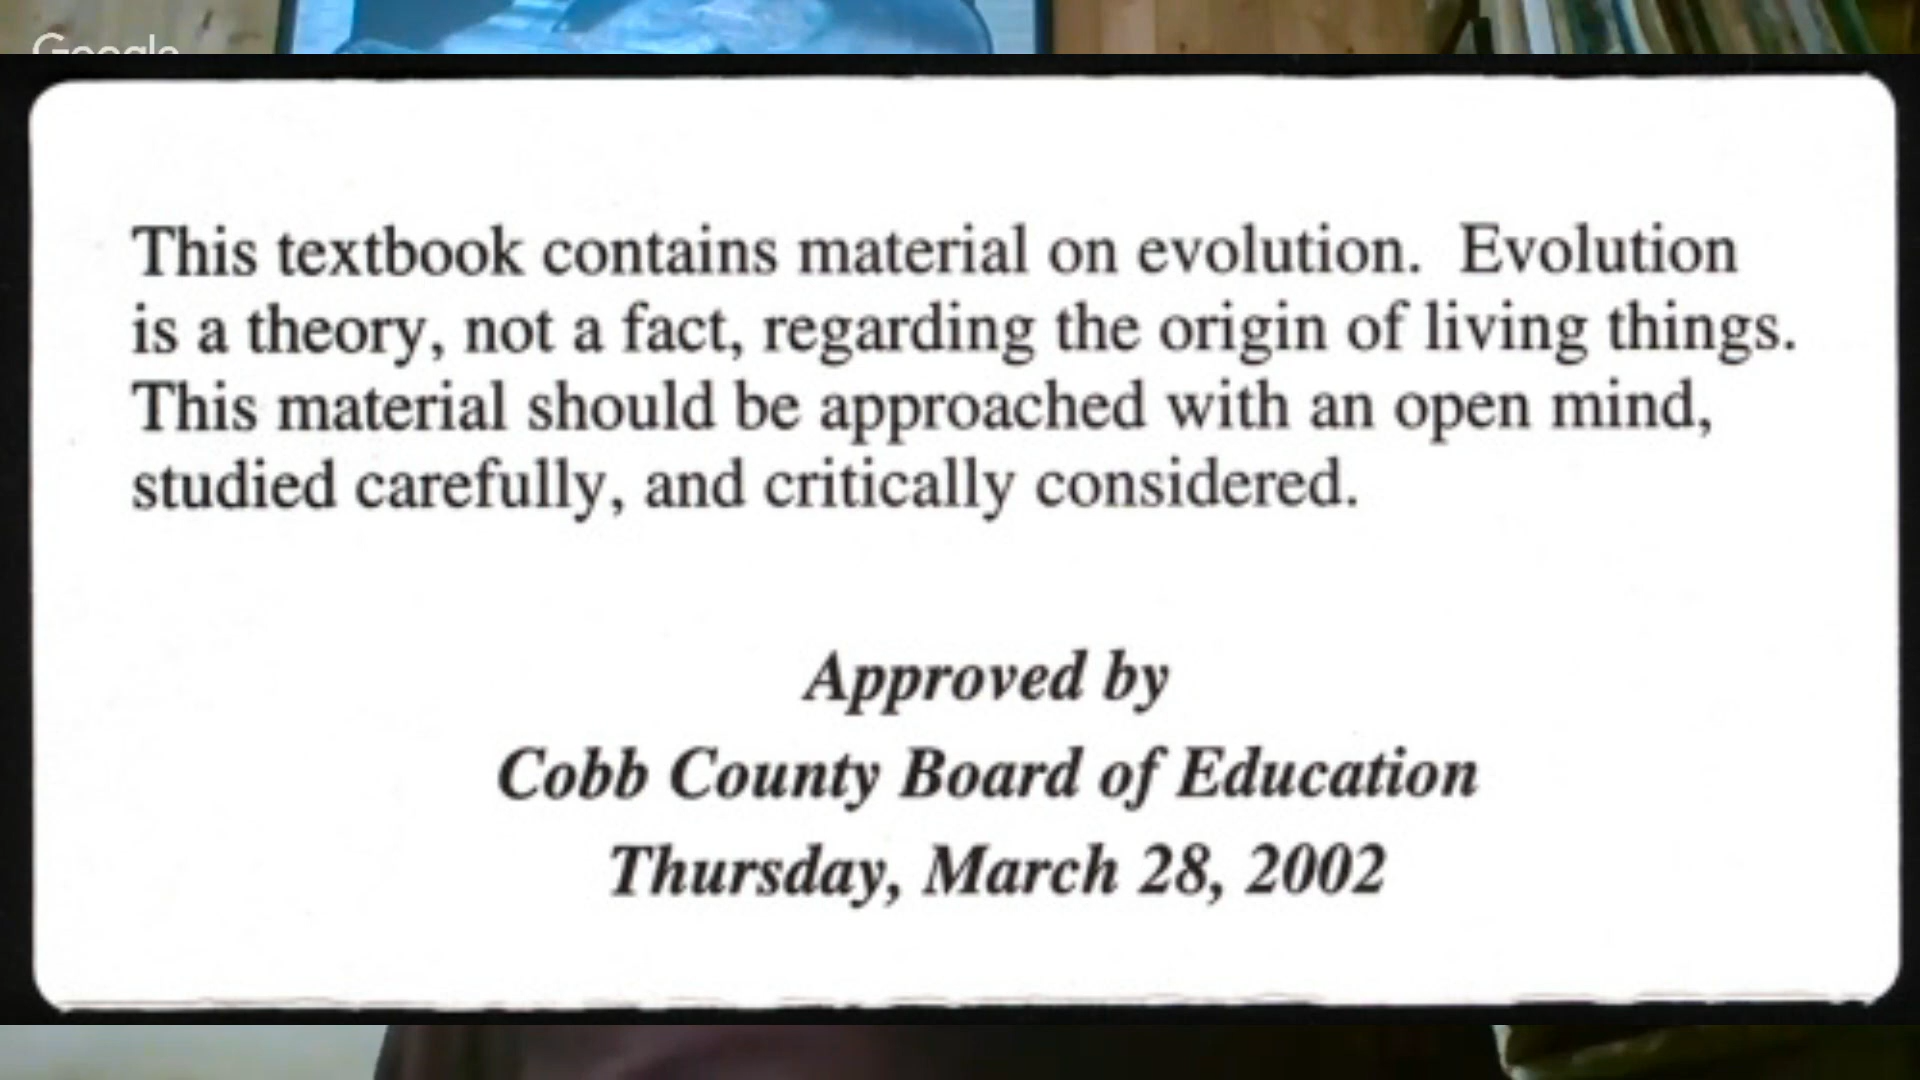 Google
This textbook contains material on evolution. Evolution
is a theory, not a fact, regarding the origin of living things.
This material should be approached with an open mind,
studied carefully, and critically considered.
Approved by
Cobb County Board of Education
Thursday, March 28, 2002